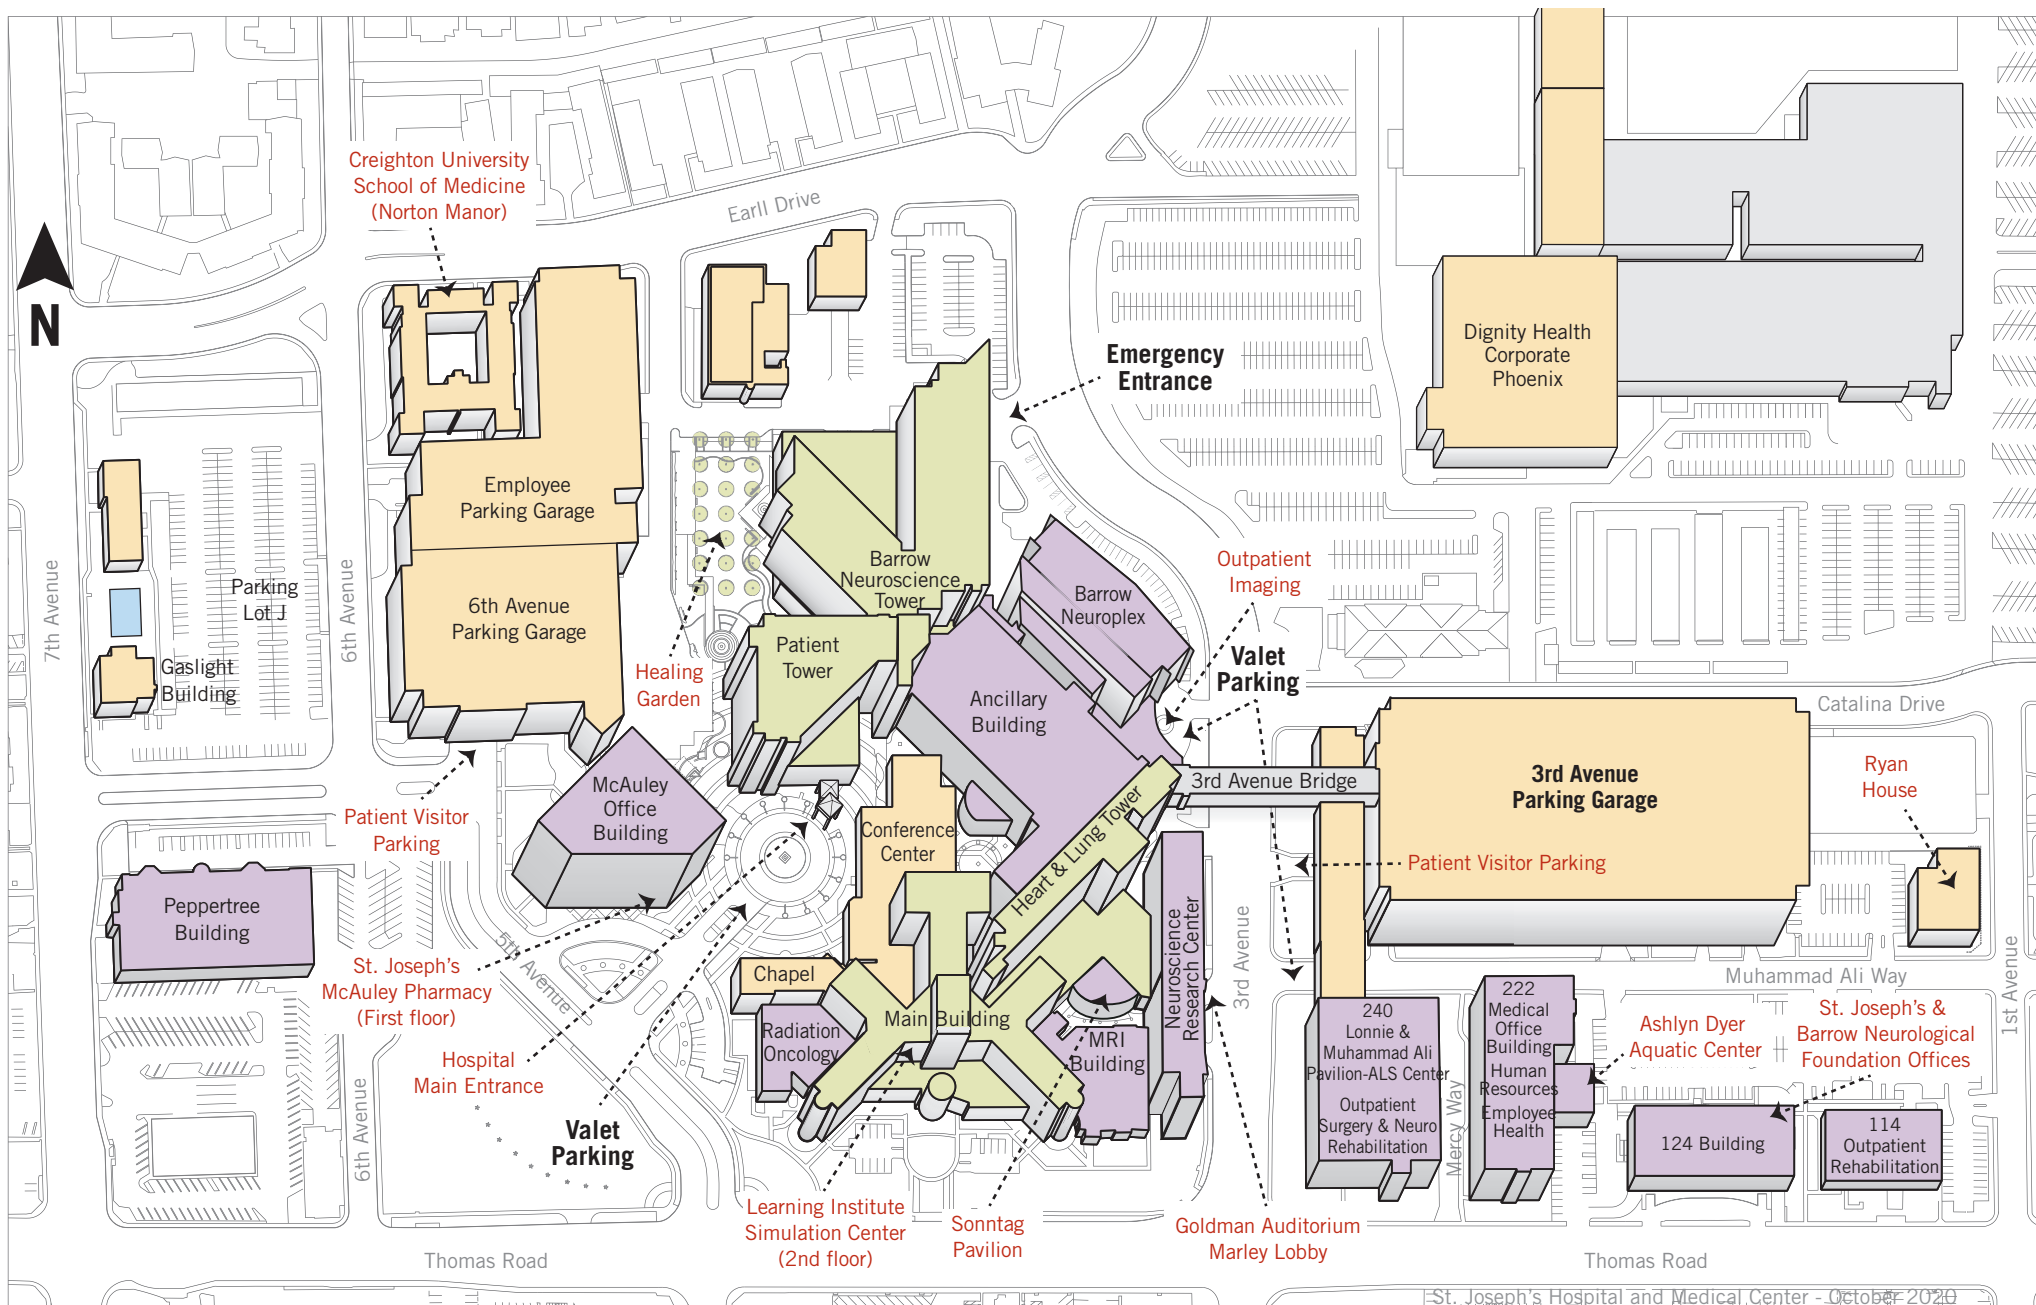 Creighton University
School of Medicine
(Norton Manor)
Earll Drive
N
Emergency
Entrance
Dignity Health
Corporate
Phoenix
Employee
Parking Garage
6th Avenue
Parking Garage
7th Avenue
Parking
Lot J
6th Avenue
Gaslight
Building
Healing
Garden
Barrow
Neuroscience
Tower
Patient
Tower
Barrow
Neuroplex
Outpatient
Imaging
Valet
Parking
Ancillary
Building
Catalina Drive
3rd Avenue Bridge
3rd Avenue
Parking Garage
Ryan
House
McAuley
Office
Building
Patient Visitor
Parking
Conference
Center
Heart & Lung Tower
Patient Visitor Parking
Peppertree
Building
St. Joseph's
McAuley Pharmacy
(First floor)
5th Avenue
Chapel
Radiation
Oncology
Main Building
MRI
Building
Neuroscience
Research Center
3rd Avenue
Muhammad Ali Way
1st Avenue
240
Lonnie &
Muhammad Ali
Pavilion-ALS Center
Outpatient
Surgery & Neuro
Rehabilitation
Mercy Way
222
Medical
Office
Building
Human
Resources
Employee
Health
Ashlyn Dyer
Aquatic Center
St. Joseph's &
Barrow Neurological
Foundation Offices
124 Building
114
Outpatient
Rehabilitation
Hospital
Main Entrance
6th Avenue
Valet
Parking
Learning Institute
Simulation Center
(2nd floor)
Sonntag
Pavilion
Goldman Auditorium
Marley Lobby
Thomas Road
Thomas Road
St. Joseph's Hospital and Medical Center - October 2020